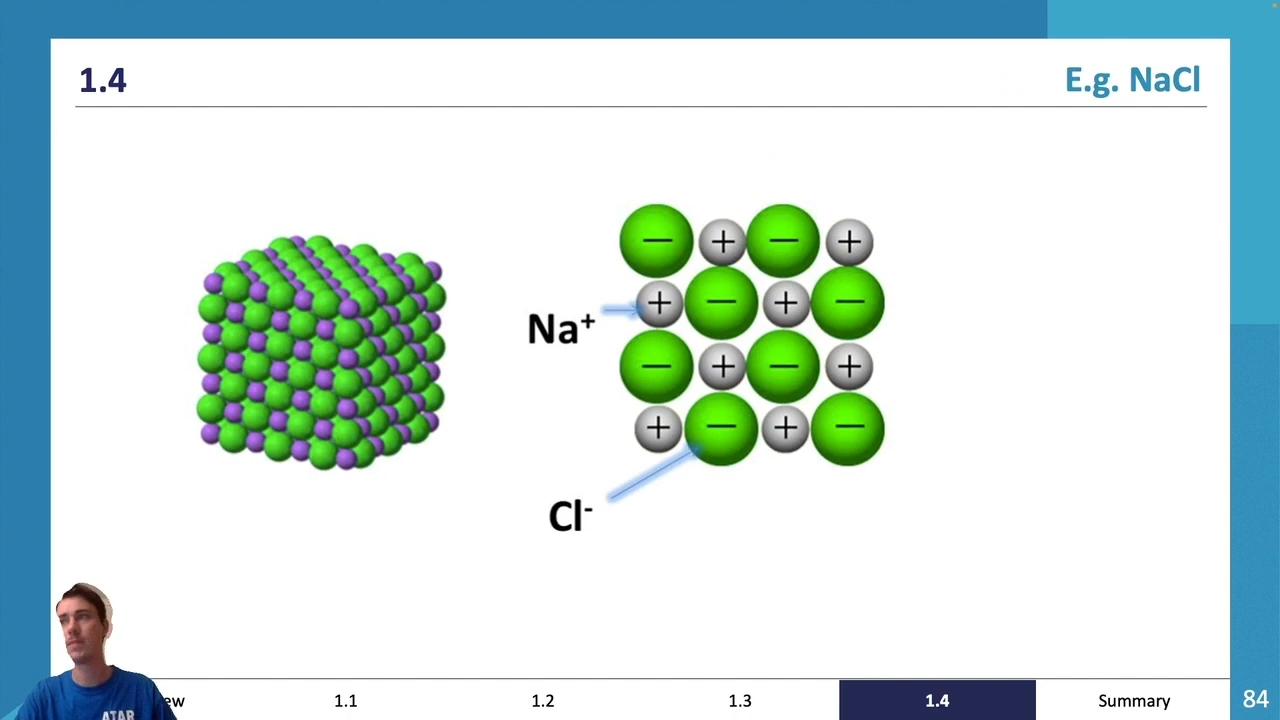 1.4
E.g. NaCl
− + − +
Na⁺
+ − + −
− + − +
+ − + −
Cl⁻
ew 1.1 1.2 1.3 1.4 Summary 84
ATAR